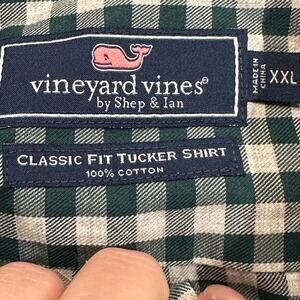 vineyard vines®
by Shep & Ian
MADE IN
CHINA
XXL
CLASSIC FIT TUCKER SHIRT
100% COTTON